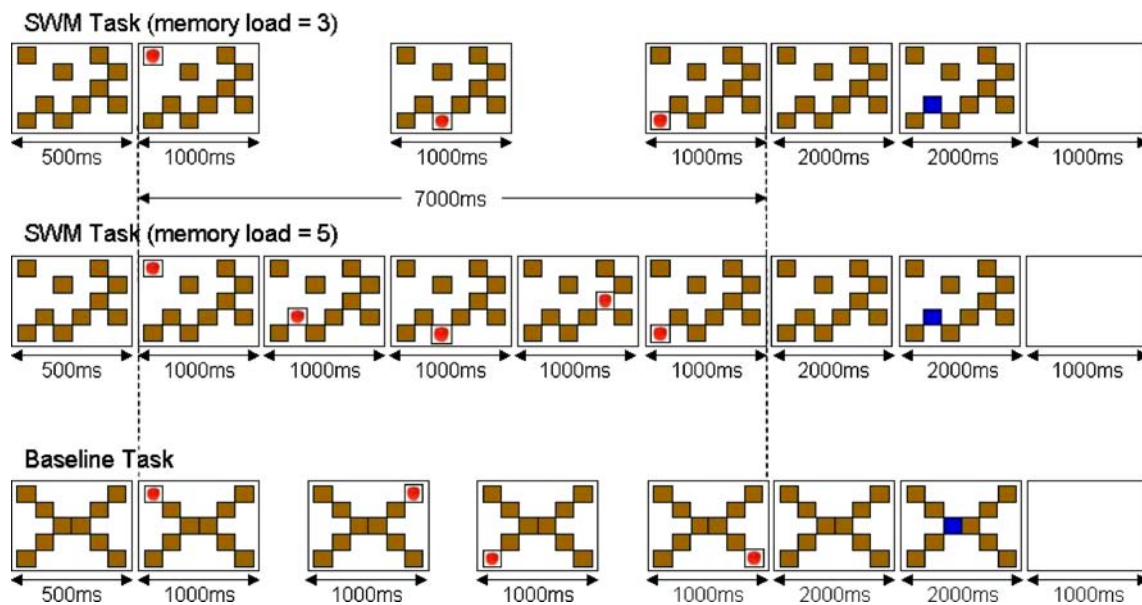 SWM Task (memory load = 3)
500ms 1000ms 1000ms 1000ms 2000ms 2000ms 1000ms
7000ms
SWM Task (memory load = 5)
500ms 1000ms 1000ms 1000ms 1000ms 1000ms 2000ms 2000ms 1000ms
Baseline Task
500ms 1000ms 1000ms 1000ms 1000ms 2000ms 2000ms 1000ms